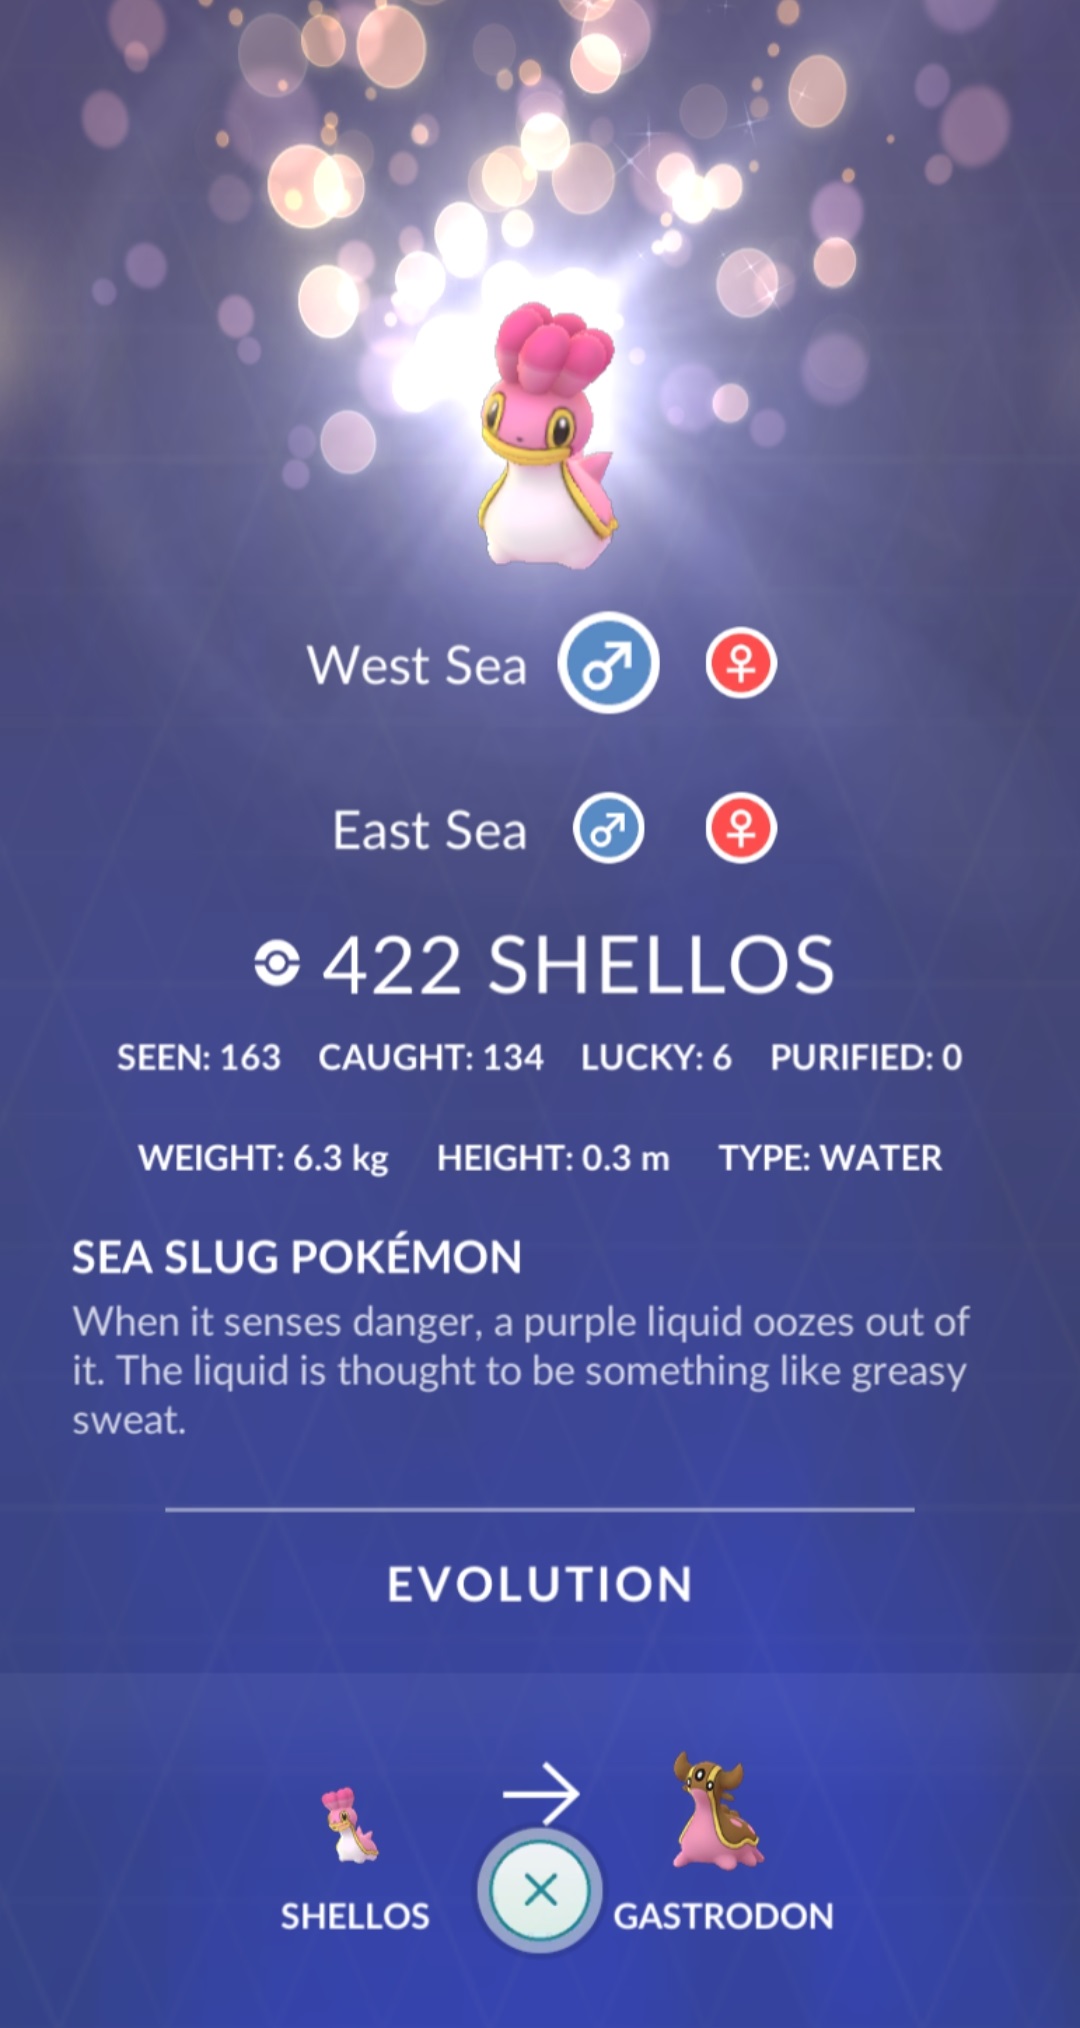 West Sea
East Sea
422 SHELLOS
SEEN: 163 CAUGHT: 134 LUCKY: 6 PURIFIED: 0
WEIGHT: 6.3 kg HEIGHT: 0.3 m TYPE: WATER
SEA SLUG POKÉMON
When it senses danger, a purple liquid oozes out of
it. The liquid is thought to be something like greasy
sweat.
EVOLUTION
SHELLOS GASTRODON